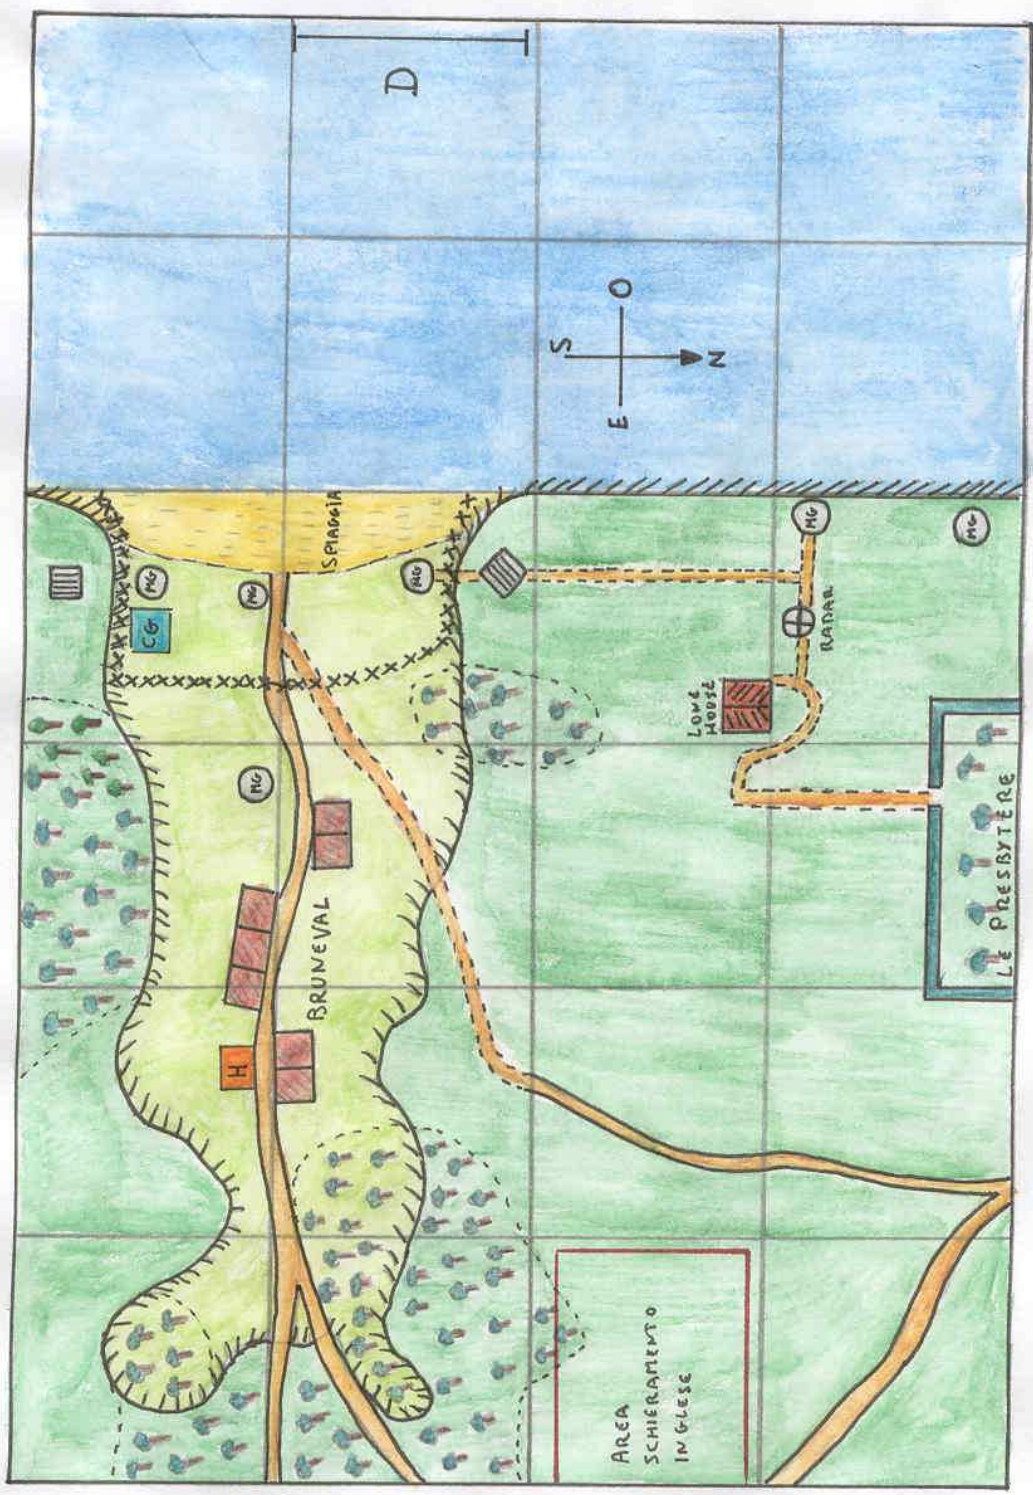 D
S
E
O
N
SPIAGGIA
MG
MG
MG
MG
MG
MG
CG
RADAR
LONE
HOUSE
LE PRESBYTERE
BRUNEVAL
H
AREA
SCHIERAMENTO
INGLESE